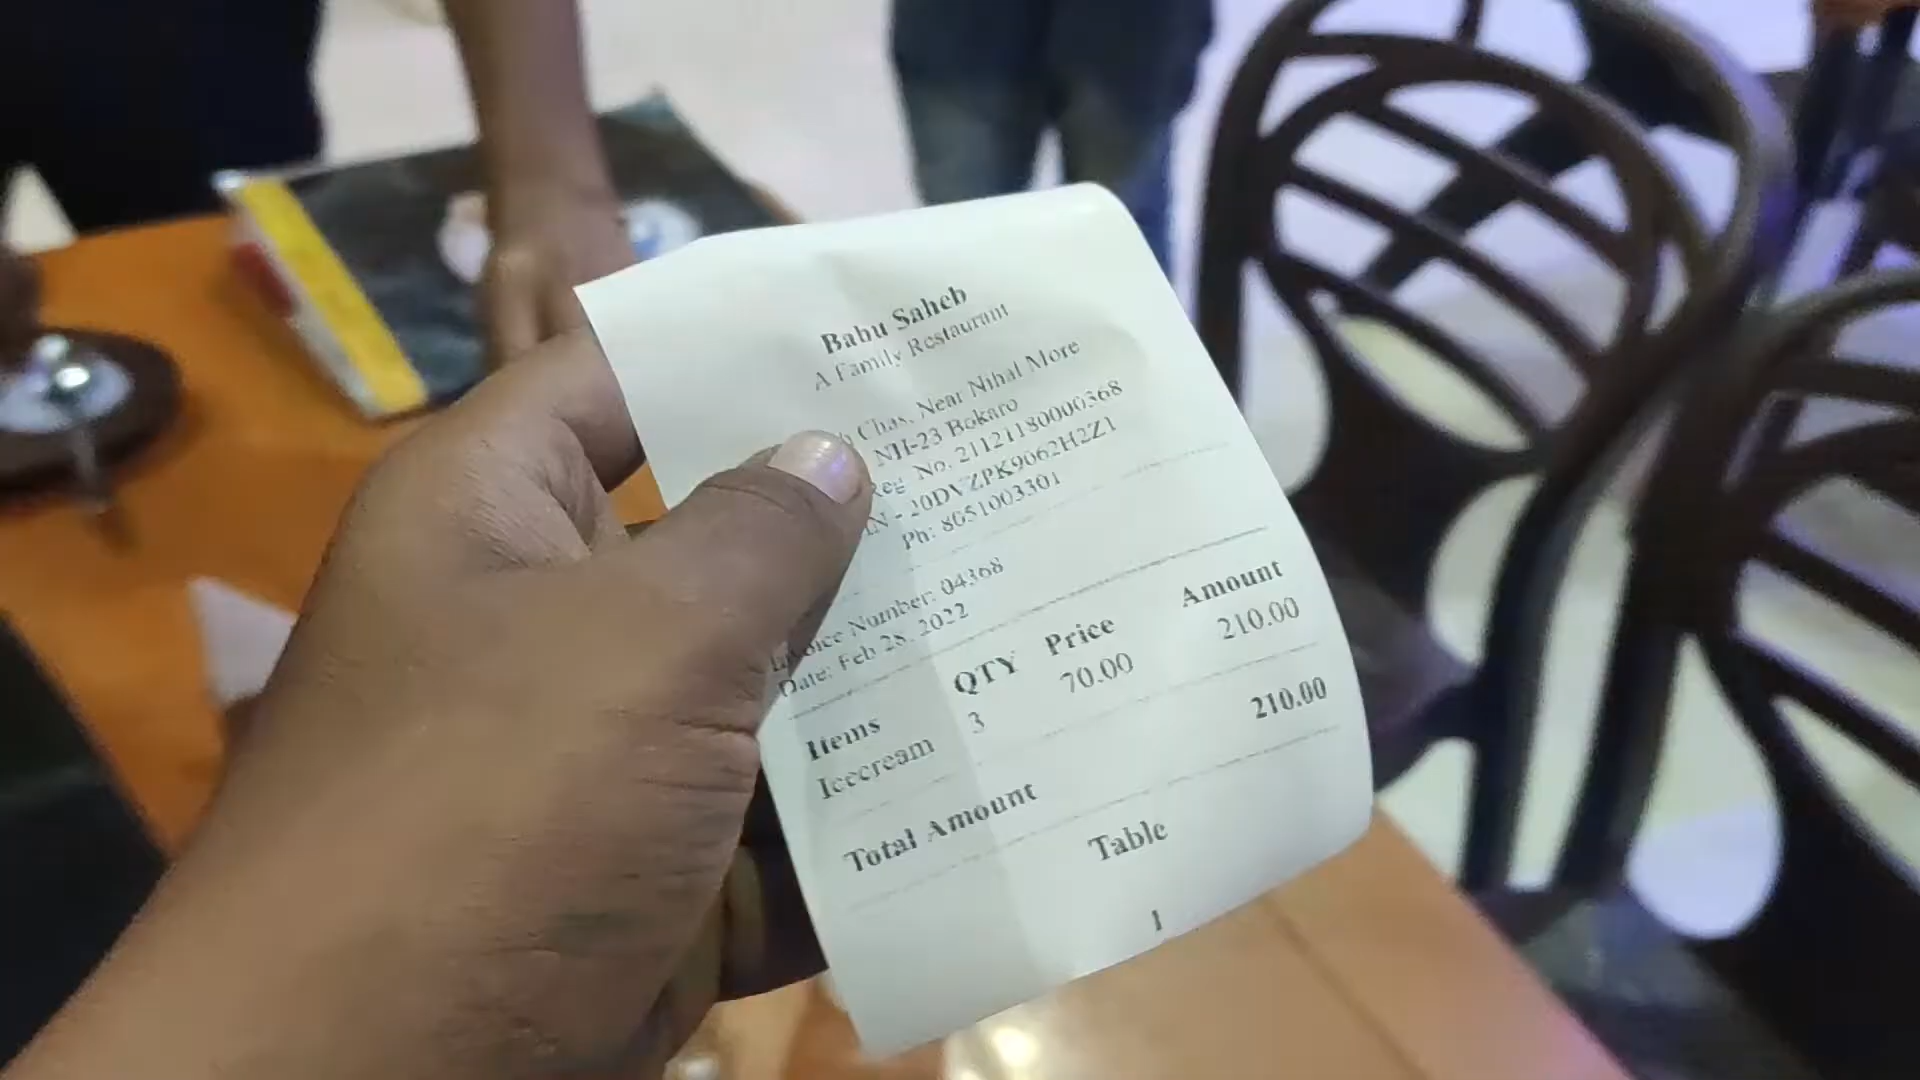 Babu Saheb
A Family Restaurant
Chas, Near Nihal More
NH-23 Bokaro
Reg No. 21121180000368
- 20DVZPK9062H2Z1
Ph: 8651003301
Invoice Number: 04368
Date: Feb 28, 2022
Items QTY Price Amount
Icecream 3 70.00 210.00
Total Amount 210.00
Table
1